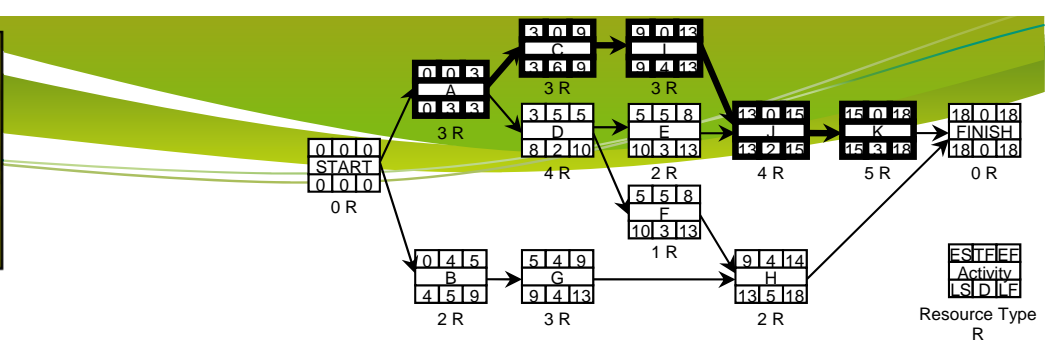 3 0 9
C
3 6 9
3 R
9 0 13
I
9 4 13
3 R
0 0 3
A
0 3 3
3 R
3 5 5
D
8 2 10
4 R
5 5 8
E
10 3 13
2 R
13 0 15
J
13 2 15
4 R
15 0 18
K
15 3 18
5 R
18 0 18
FINISH
18 0 18
0 R
0 0 0
START
0 0 0
0 R
5 5 8
F
10 3 13
1 R
0 4 5
B
4 5 9
2 R
5 4 9
G
9 4 13
3 R
9 4 14
H
13 5 18
2 R
ES TF EF
Activity
LS D LF
Resource Type
R